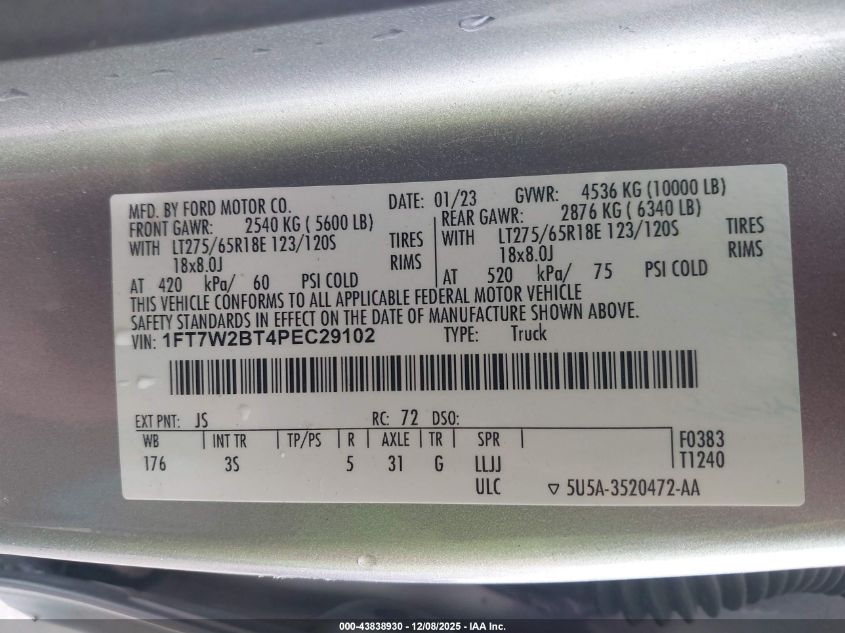 MFD. BY FORD MOTOR CO. DATE: 01/23 GVWR: 4536 KG (10000 LB)
FRONT GAWR: 2540 KG ( 5600 LB) REAR GAWR: 2876 KG ( 6340 LB)
WITH LT275/65R18E 123/120S TIRES WITH LT275/65R18E 123/120S TIRES
18x8.0J RIMS 18x8.0J RIMS
AT 420 kPa/ 60 PSI COLD AT 520 kPa/ 75 PSI COLD
THIS VEHICLE CONFORMS TO ALL APPLICABLE FEDERAL MOTOR VEHICLE
SAFETY STANDARDS IN EFFECT ON THE DATE OF MANUFACTURE SHOWN ABOVE.
VIN: 1FT7W2BT4PEC29102 TYPE: Truck
EXT PNT: JS RC: 72 DSO:
WB INT TR TP/PS R AXLE TR SPR F0383
176 3S 5 31 G LLJJ T1240
ULC ▽ 5U5A-3520472-AA
000-43838930 - 12/08/2025 - IAA Inc.